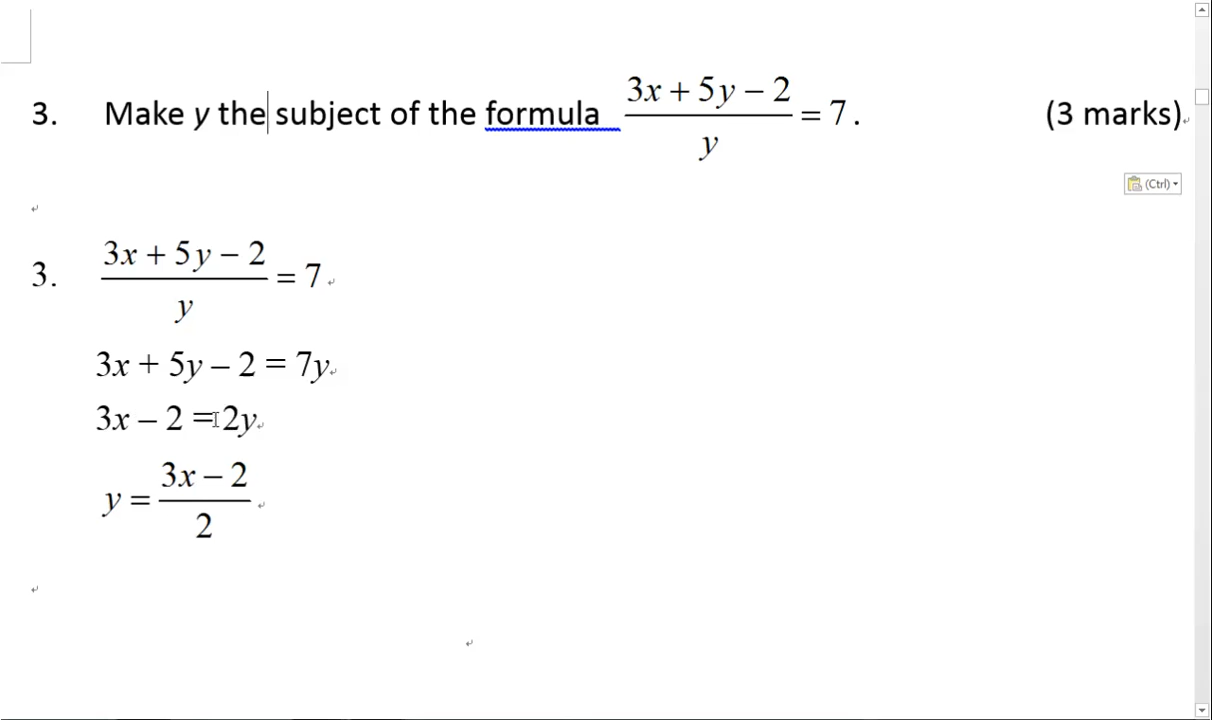 3. Make y the subject of the formula (3x + 5y − 2)/y = 7. (3 marks)
(Ctrl)
3. (3x + 5y − 2)/y = 7
3x + 5y – 2 = 7y
3x – 2 = 2y
y = (3x − 2)/2